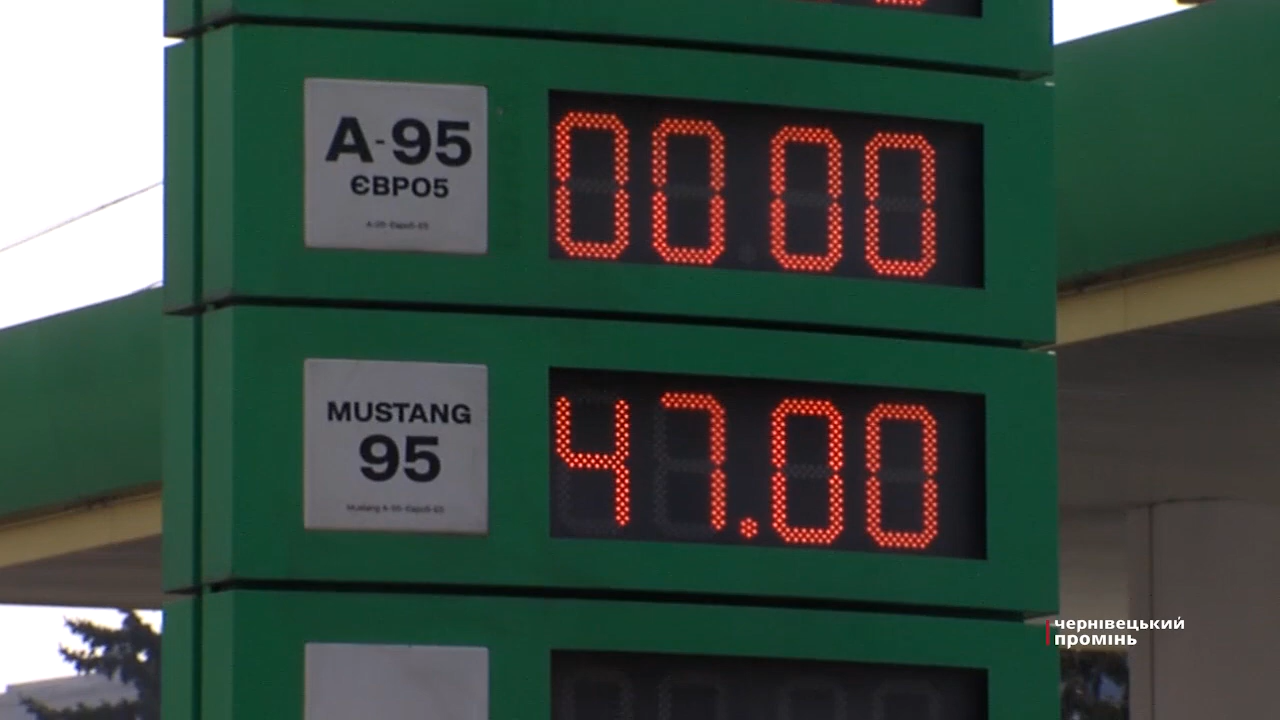 А-95
ЄВРО5
00.00
MUSTANG
95
47.00
чернівецький
промінь